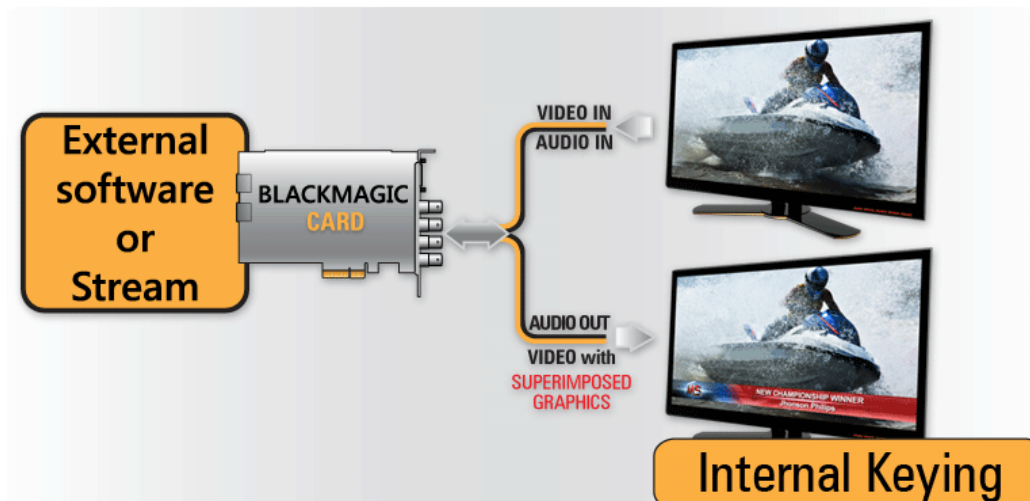 External
software
or
Stream
BLACKMAGIC
CARD
VIDEO IN
AUDIO IN
AUDIO OUT
VIDEO with
SUPERIMPOSED
GRAPHICS
NEW CHAMPIONSHIP WINNER
Jhonson Philips
Internal Keying